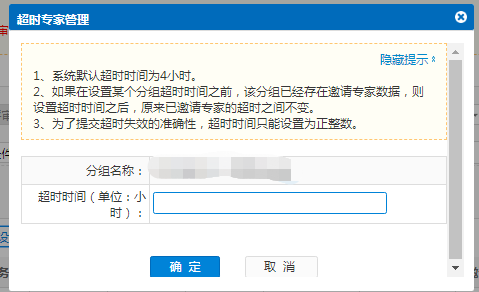 超时专家管理
隐藏提示
1、系统默认超时时间为4小时。
2、如果在设置某个分组超时时间之前，该分组已经存在邀请专家数据，则
设置超时时间之后，原来已邀请专家的超时之间不变。
3、为了提交超时失效的准确性，超时时间只能设置为正整数。
分组名称：
超时时间（单位：小
时）：
确 定
取 消